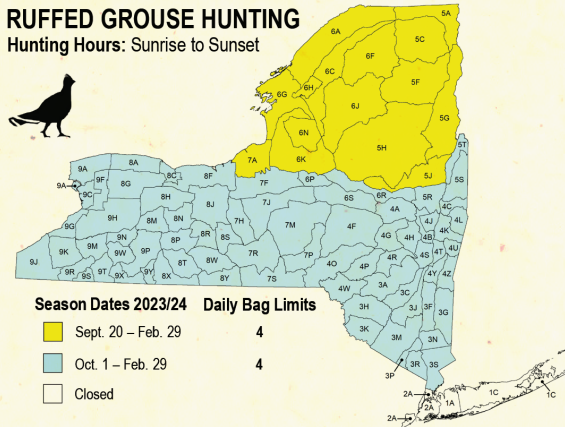 RUFFED GROUSE HUNTING
Hunting Hours: Sunrise to Sunset
5A
6A
5C
6F
6C
5F
6H
6G
6J
5G
6N
5H
5T
7A
6K
5J
9A
8A
9F
8C
8F
7F
6P
5S
9A
8G
9C
8H
8J
7J
6S
6R
5R
4C
4A
9G
9H
8M
8N
7H
7M
4F
4J
4L
8R
8S
4G
4H
4B
4K
9J
9K
9M
9N
8P
4T
4U
9W
9P
8W
7R
7P
4P
4R
4S
9R
9S
9T
9X
9Y
8X
8T
8Y
7S
4O
4Y
4Z
4W
3A
3C
3H
3J
3F
3G
3K
3M
3N
3P
3R
3S
2A
1A
1C
1C
2A
2A
Season Dates 2023/24 Daily Bag Limits
Sept. 20 – Feb. 29 4
Oct. 1 – Feb. 29 4
Closed